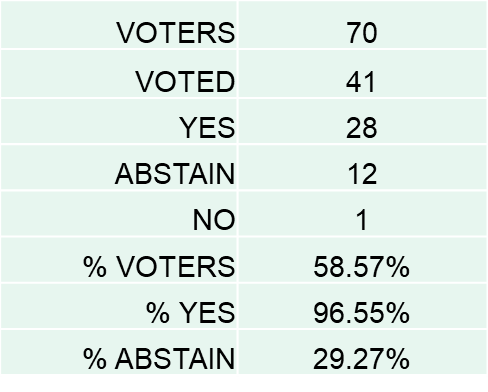 VOTERS 70
VOTED 41
YES 28
ABSTAIN 12
NO 1
% VOTERS 58.57%
% YES 96.55%
% ABSTAIN 29.27%